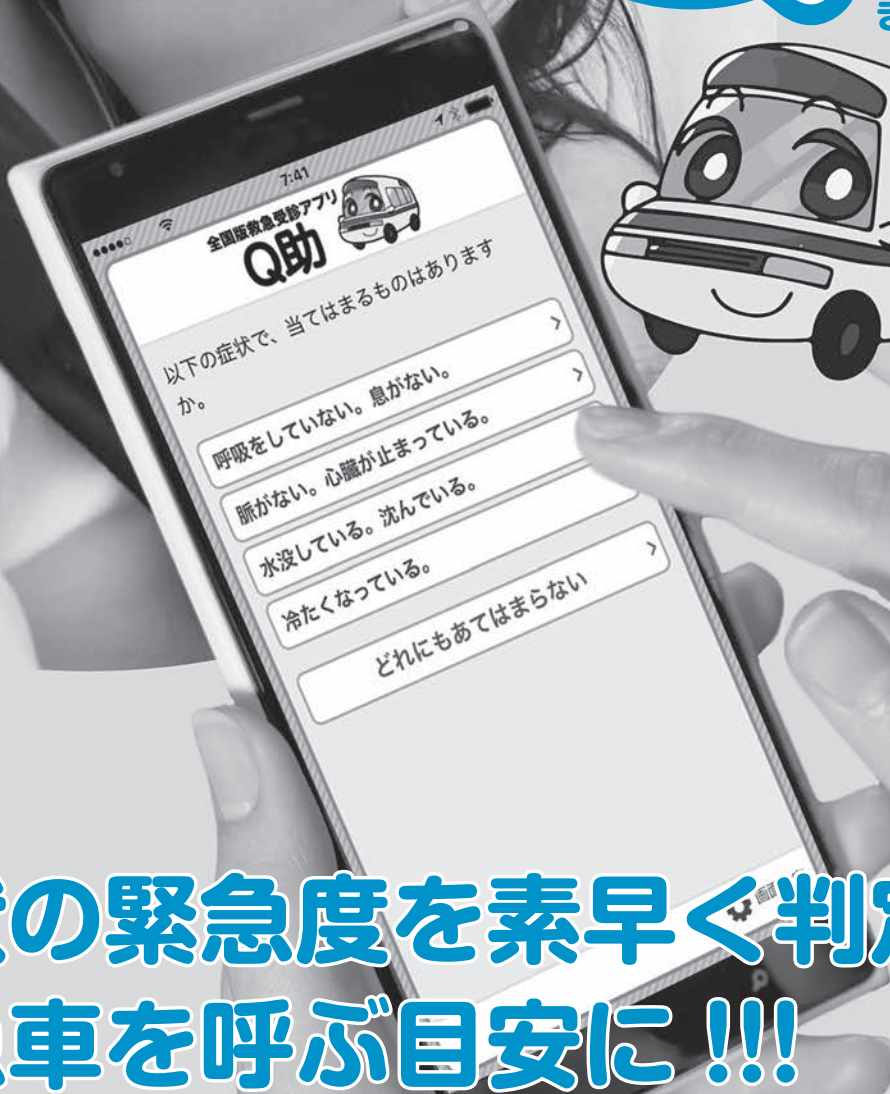 7:41
全国版救急受診アプリ
Q助
以下の症状で、当てはまるものはあります
か。
呼吸をしていない。息がない。
脈がない。心臓が止まっている。
水没している。沈んでいる。
冷たくなっている。
どれにもあてはまらない
の緊急度を素早く判定
車を呼ぶ目安に!!!